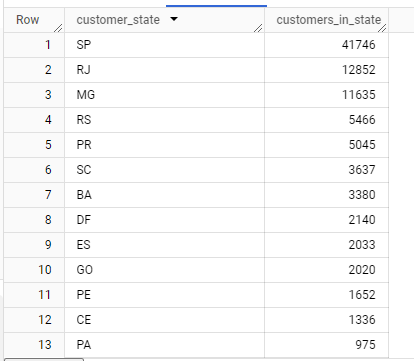 Row customer_state customers_in_state
1 SP 41746
2 RJ 12852
3 MG 11635
4 RS 5466
5 PR 5045
6 SC 3637
7 BA 3380
8 DF 2140
9 ES 2033
10 GO 2020
11 PE 1652
12 CE 1336
13 PA 975